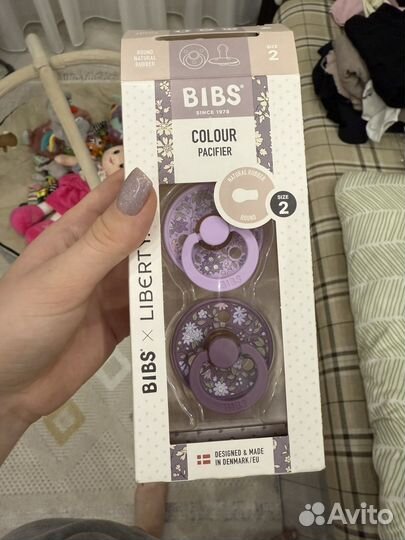 ROUND
NATURAL
RUBBER
SIZE
2
BIBS
SINCE 1978
COLOUR
PACIFIER
NATURAL RUBBER
ROUND
SIZE
2
BIBS × LIBERTY
BIBS
DESIGNED & MADE
IN DENMARK/EU
Avito